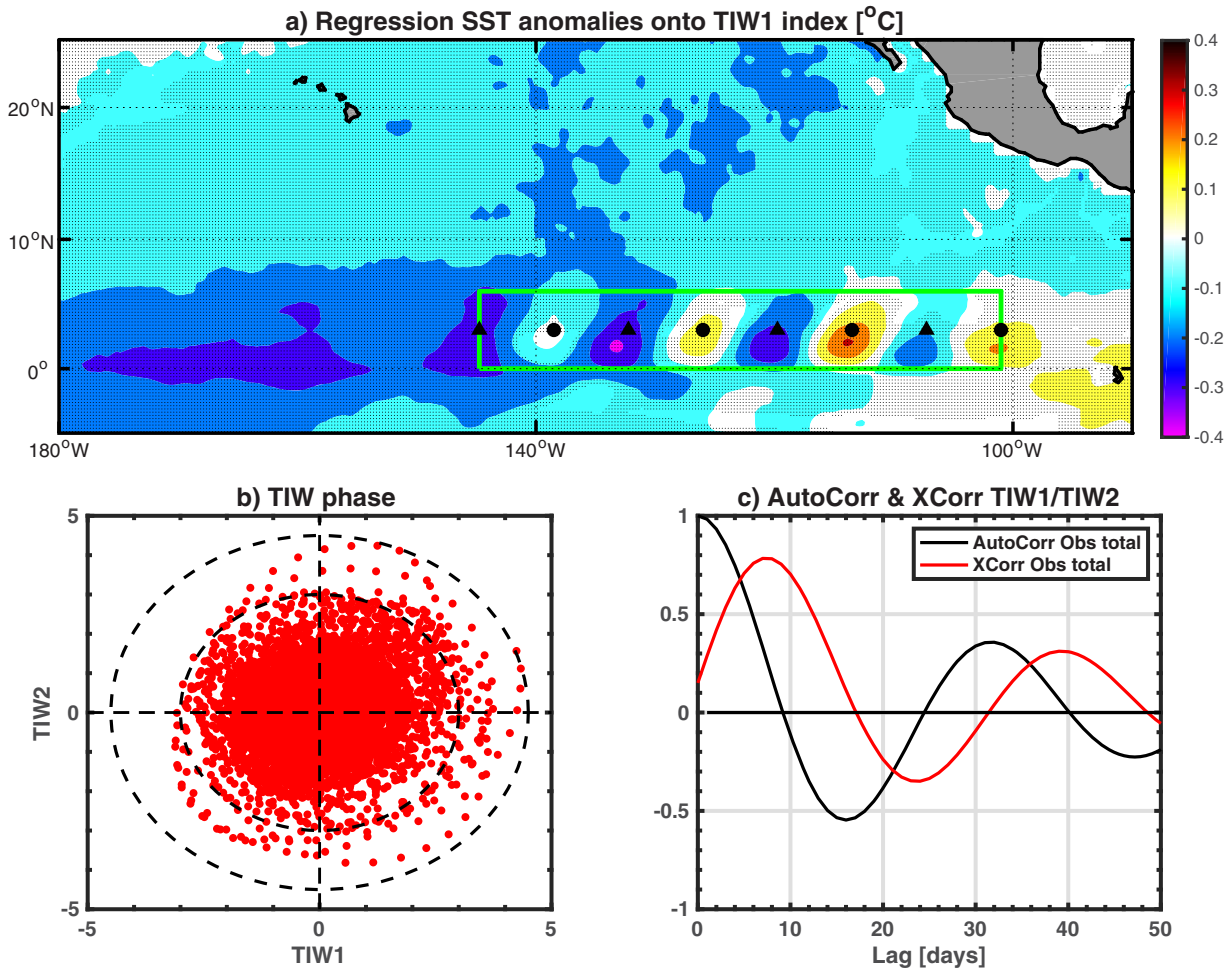 a) Regression SST anomalies onto TIW1 index [°C]
20°N
10°N
0°
180°W
140°W
100°W
0.4
0.3
0.2
0.1
0
-0.1
-0.2
-0.3
-0.4
b) TIW phase
5
0
-5
TIW2
-5
0
5
TIW1
c) AutoCorr & XCorr TIW1/TIW2
AutoCorr Obs total
XCorr Obs total
1
0.5
0
-0.5
-1
0
10
20
30
40
50
Lag [days]